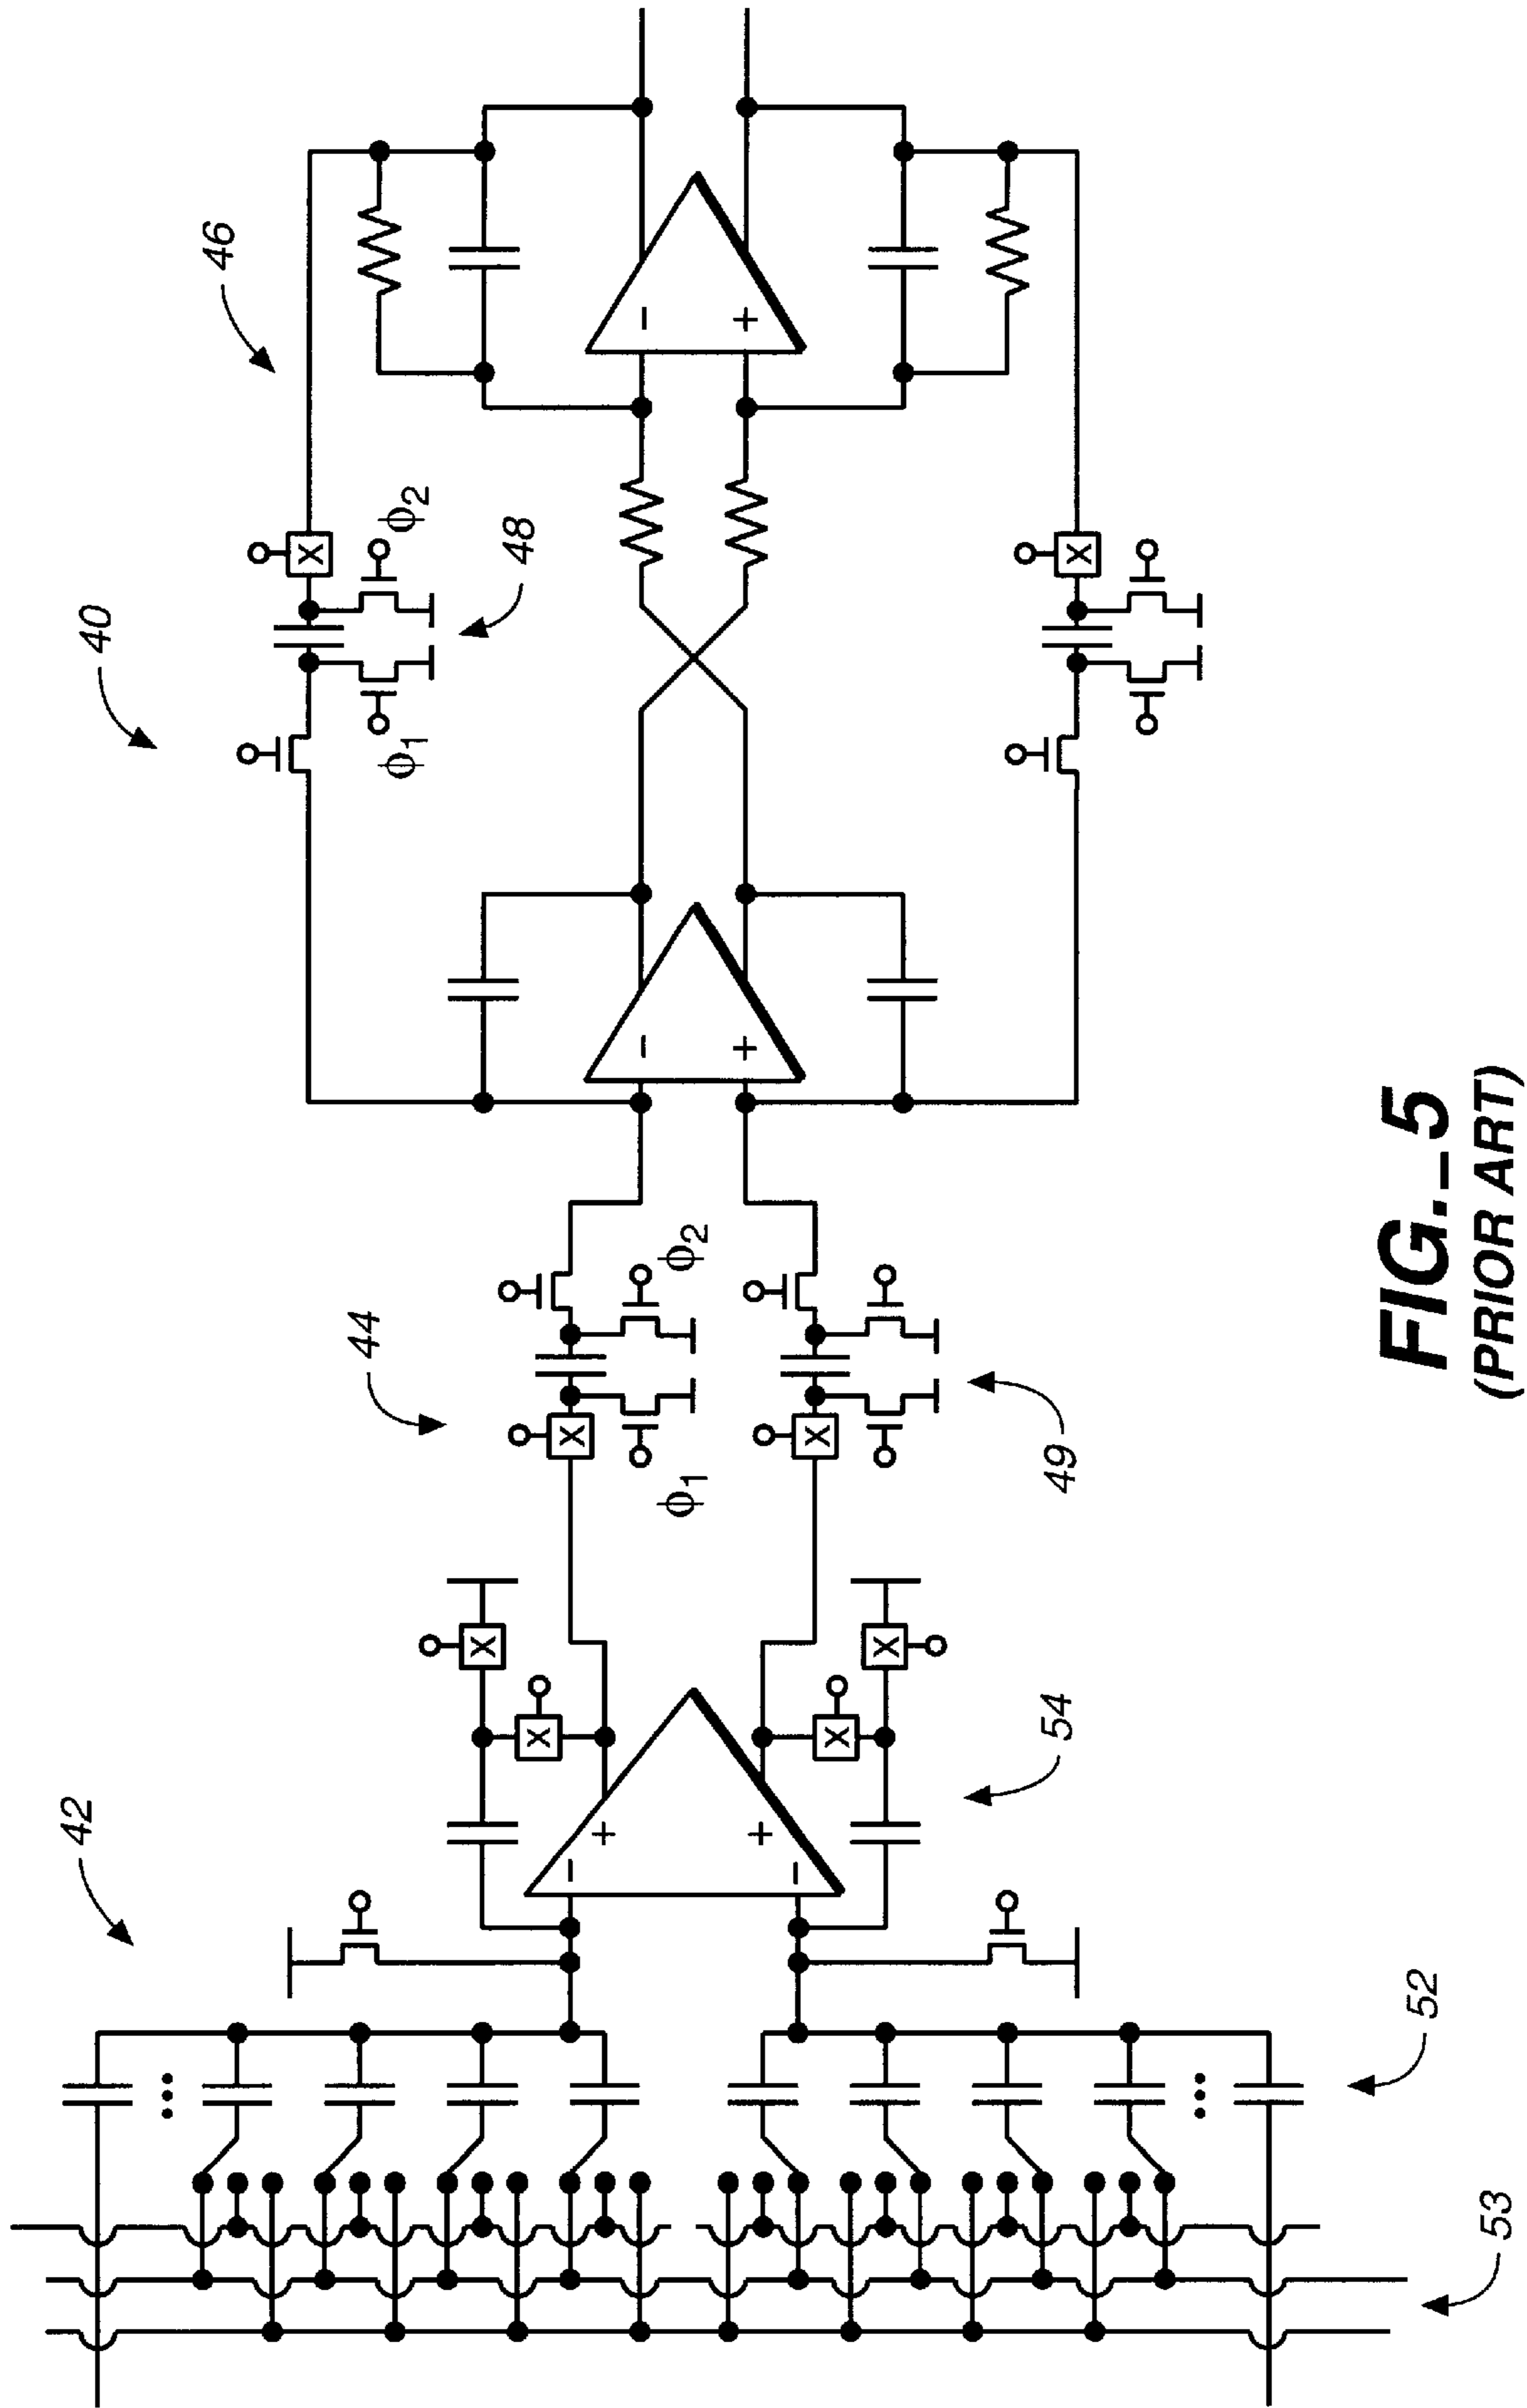 40
46
ϕ2
48
ϕ1
-
+
-
+
44
ϕ2
ϕ1
49
42
54
+
-
+
-
X
X
X
X
X
X
X
X
52
53
FIG._5
(PRIOR ART)